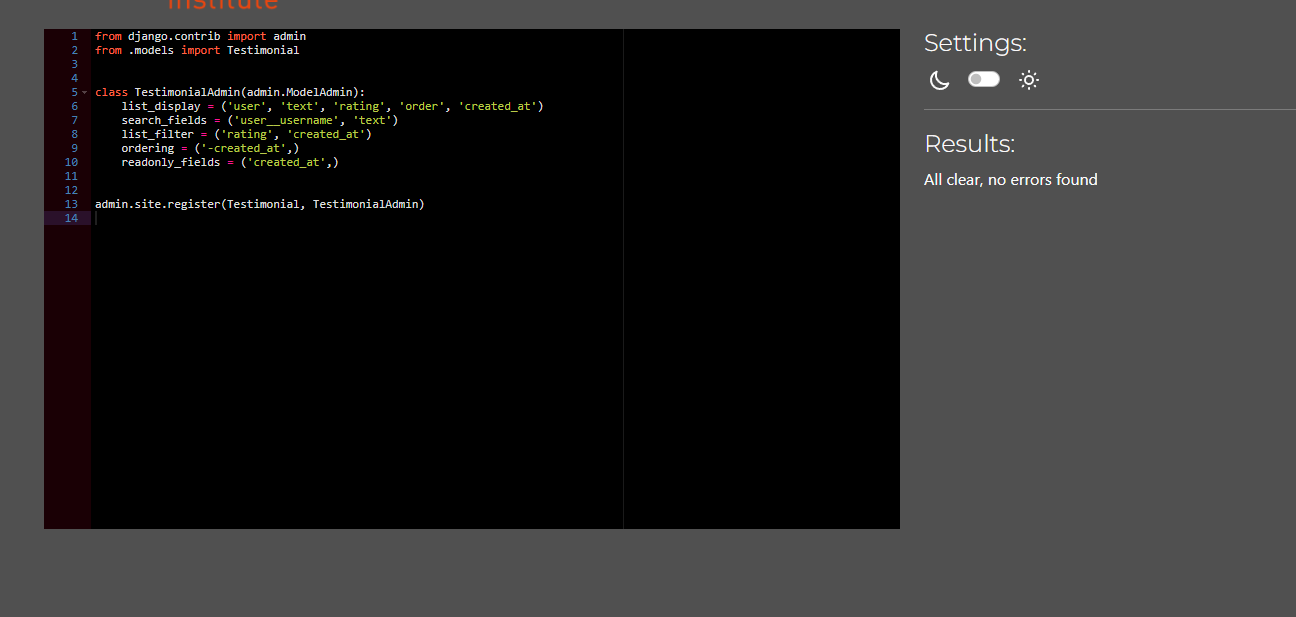 institute
1 from django.contrib import admin
2 from .models import Testimonial
3
4
5 class TestimonialAdmin(admin.ModelAdmin):
6     list_display = ('user', 'text', 'rating', 'order', 'created_at')
7     search_fields = ('user__username', 'text')
8     list_filter = ('rating', 'created_at')
9     ordering = ('-created_at',)
10     readonly_fields = ('created_at',)
11
12
13 admin.site.register(Testimonial, TestimonialAdmin)
14
Settings:
Results:
All clear, no errors found